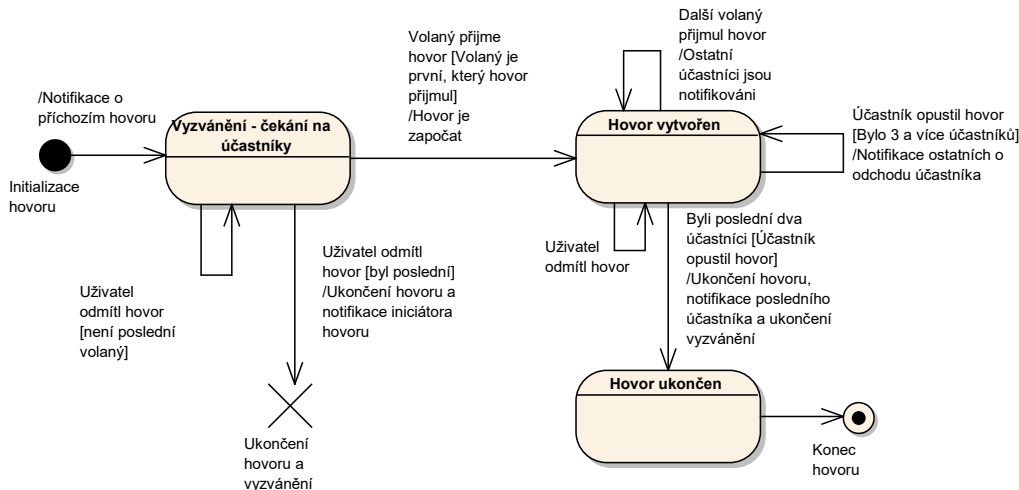 /Notifikace o
příchozím hovoru
Initializace
hovoru
Vyzvánění - čekání na
účastníky
Volaný přijme
hovor [Volaný je
první, který hovor
přijmul]
/Hovor je
započat
Další volaný
přijmul hovor
/Ostatní
účastníci jsou
notifikováni
Hovor vytvořen
Účastník opustil hovor
[Bylo 3 a více účastníků]
/Notifikace ostatních o
odchodu účastníka
Uživatel
odmítl hovor
[není poslední
volaný]
Uživatel odmítl
hovor [byl poslední]
/Ukončení hovoru a
notifikace iniciátora
hovoru
Uživatel
odmítl hovor
Byli poslední dva
účastníci [Účastník
opustil hovor]
/Ukončení hovoru,
notifikace posledního
účastníka a ukončení
vyzvánění
Hovor ukončen
Ukončení
hovoru a
vyzvánění
Konec
hovoru